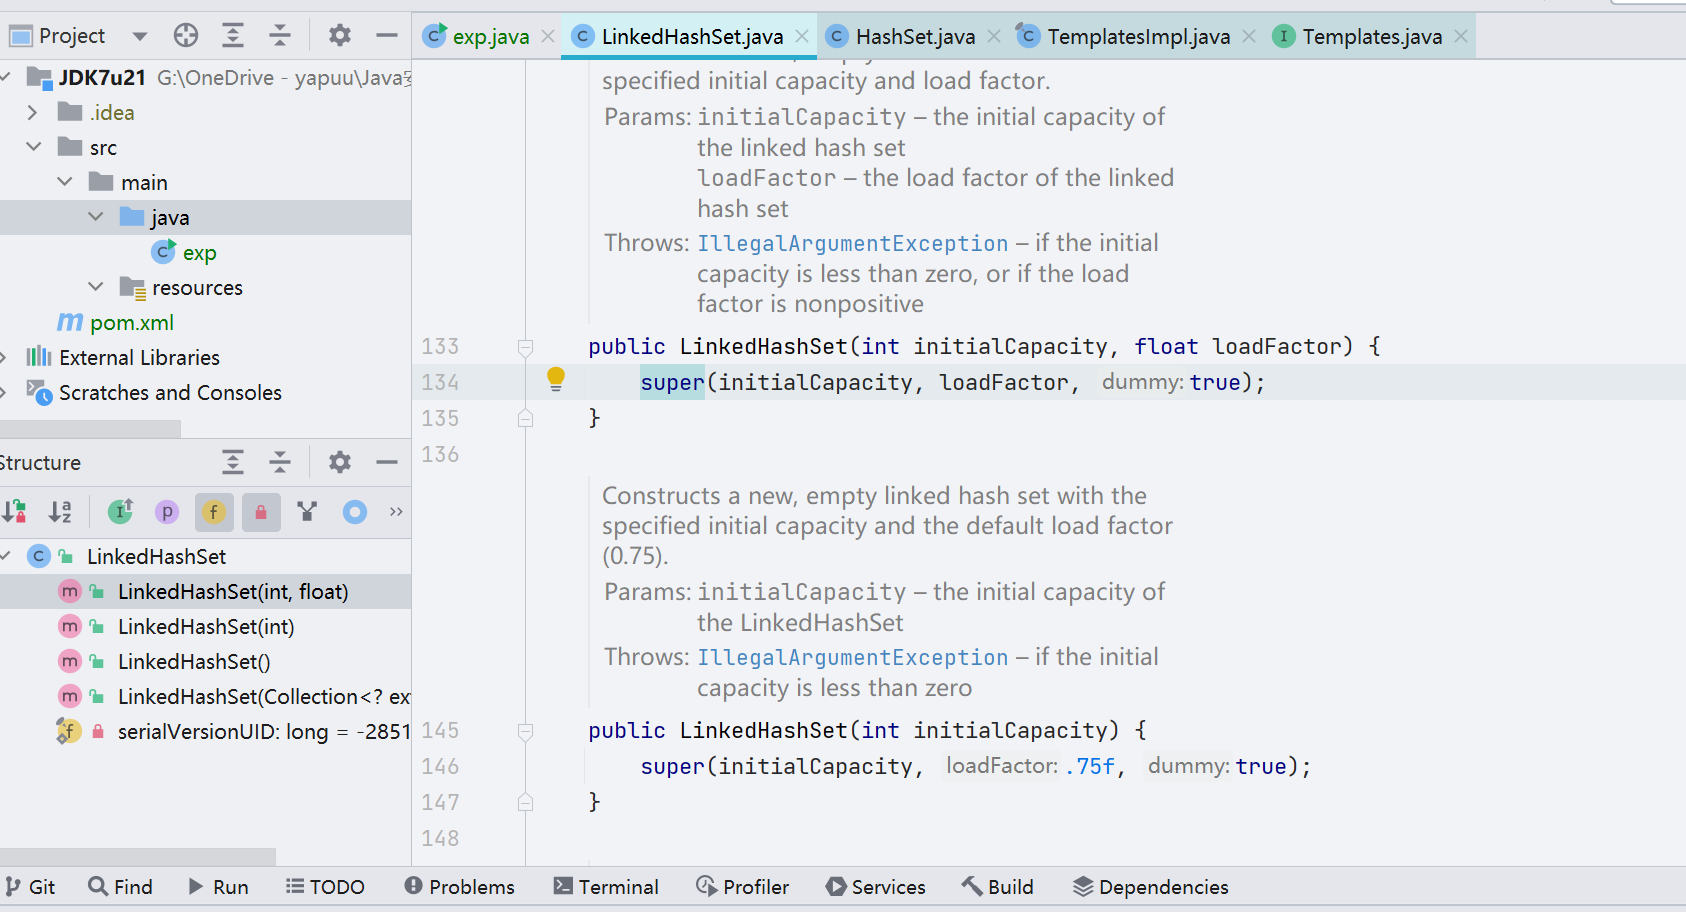 Project
exp.java
LinkedHashSet.java
HashSet.java
TemplatesImpl.java
Templates.java
JDK7u21 G:\OneDrive - yapuu\Java
.idea
src
main
java
exp
resources
pom.xml
External Libraries
Scratches and Consoles
Structure
LinkedHashSet
LinkedHashSet(int, float)
LinkedHashSet(int)
LinkedHashSet()
LinkedHashSet(Collection<? ex
serialVersionUID: long = -2851
specified initial capacity and load factor.
Params: initialCapacity – the initial capacity of
the linked hash set
loadFactor – the load factor of the linked
hash set
Throws: IllegalArgumentException – if the initial
capacity is less than zero, or if the load
factor is nonpositive
133 public LinkedHashSet(int initialCapacity, float loadFactor) {
134 super(initialCapacity, loadFactor, dummy: true);
135 }
136
Constructs a new, empty linked hash set with the
specified initial capacity and the default load factor
(0.75).
Params: initialCapacity – the initial capacity of
the LinkedHashSet
Throws: IllegalArgumentException – if the initial
capacity is less than zero
145 public LinkedHashSet(int initialCapacity) {
146 super(initialCapacity, loadFactor: .75f, dummy: true);
147 }
148
Git Find Run TODO Problems Terminal Profiler Services Build Dependencies